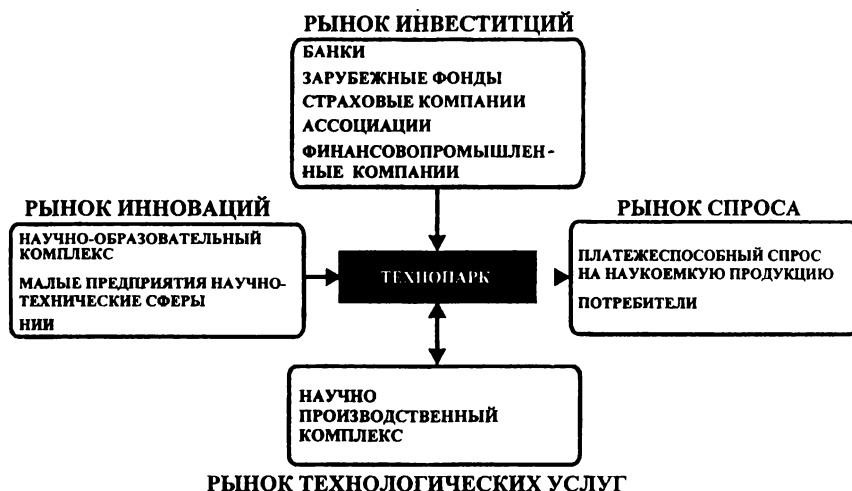 РЫНОК ИНВЕСТИТЦИЙ
БАНКИ
ЗАРУБЕЖНЫЕ ФОНДЫ
СТРАХОВЫЕ КОМПАНИИ
АССОЦИАЦИИ
ФИНАНСОВОПРОМЫШЛЕН-
НЫЕ КОМПАНИИ
РЫНОК ИННОВАЦИЙ
НАУЧНО-ОБРАЗОВАТЕЛЬНЫЙ
КОМПЛЕКС
МАЛЫЕ ПРЕДПРИЯТИЯ НАУЧНО-
ТЕХНИЧЕСКИЕ СФЕРЫ
НИИ
ТЕХНОПАРК
РЫНОК СПРОСА
ПЛАТЕЖЕСПОСОБНЫЙ СПРОС
НА НАУКОЕМКУЮ ПРОДУКЦИЮ
ПОТРЕБИТЕЛИ
НАУЧНО
ПРОИЗВОДСТВЕННЫЙ
КОМПЛЕКС
РЫНОК ТЕХНОЛОГИЧЕСКИХ УСЛУГ